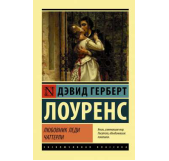 ДЭВИД ГЕРБЕРТ
ЛОУРЕНС
ЛЮБОВНИК ЛЕДИ
ЧАТТЕРЛИ
ЭКСКЛЮЗИВНАЯ КЛАССИКА